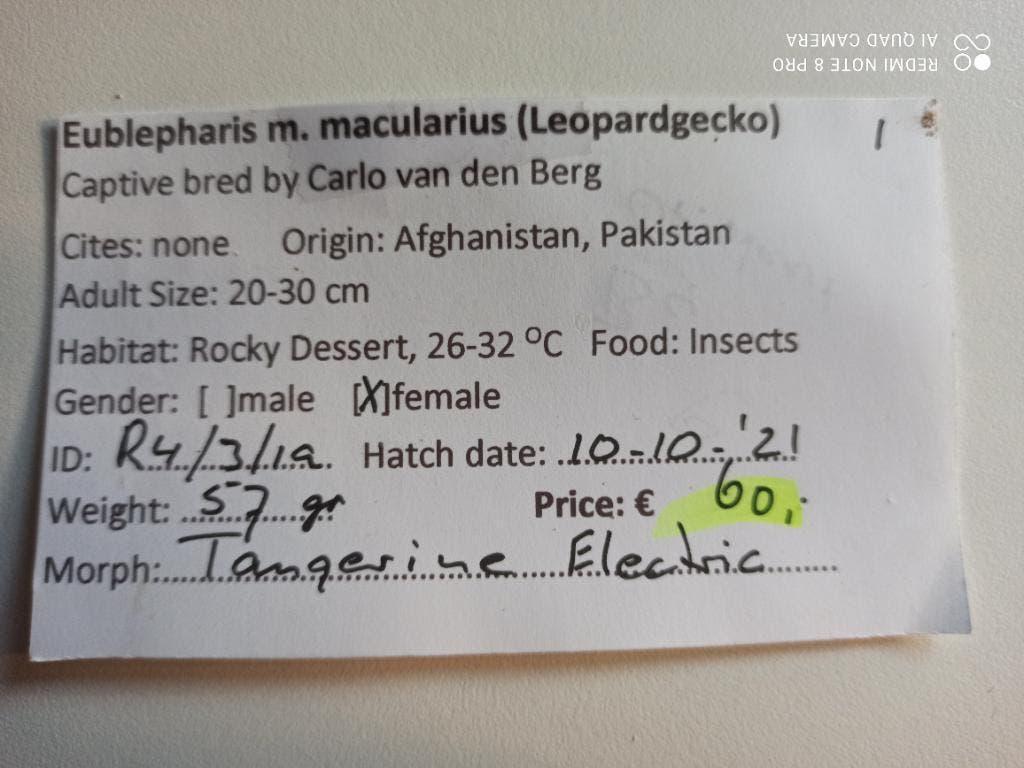 REDMI NOTE 8 PRO
AI QUAD CAMERA
Eublepharis m. macularius (Leopardgecko) 1
Captive bred by Carlo van den Berg
Cites: none. Origin: Afghanistan, Pakistan
Adult Size: 20-30 cm
Habitat: Rocky Dessert, 26-32 °C Food: Insects
Gender: [ ]male [X]female
ID: R4/3/1a. Hatch date: 10-10-'21
Weight: 57 gr Price: € 60,-
Morph: Tangerine Electric